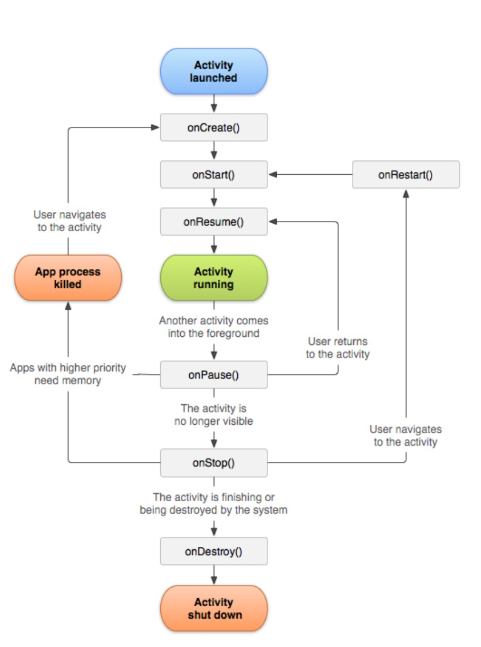 Activity
launched
onCreate()
onStart()
onRestart()
onResume()
User navigates
to the activity
App process
killed
Activity
running
Another activity comes
into the foreground
User returns
to the activity
Apps with higher priority
need memory
onPause()
The activity is
no longer visible
User navigates
to the activity
onStop()
The activity is finishing or
being destroyed by the system
onDestroy()
Activity
shut down